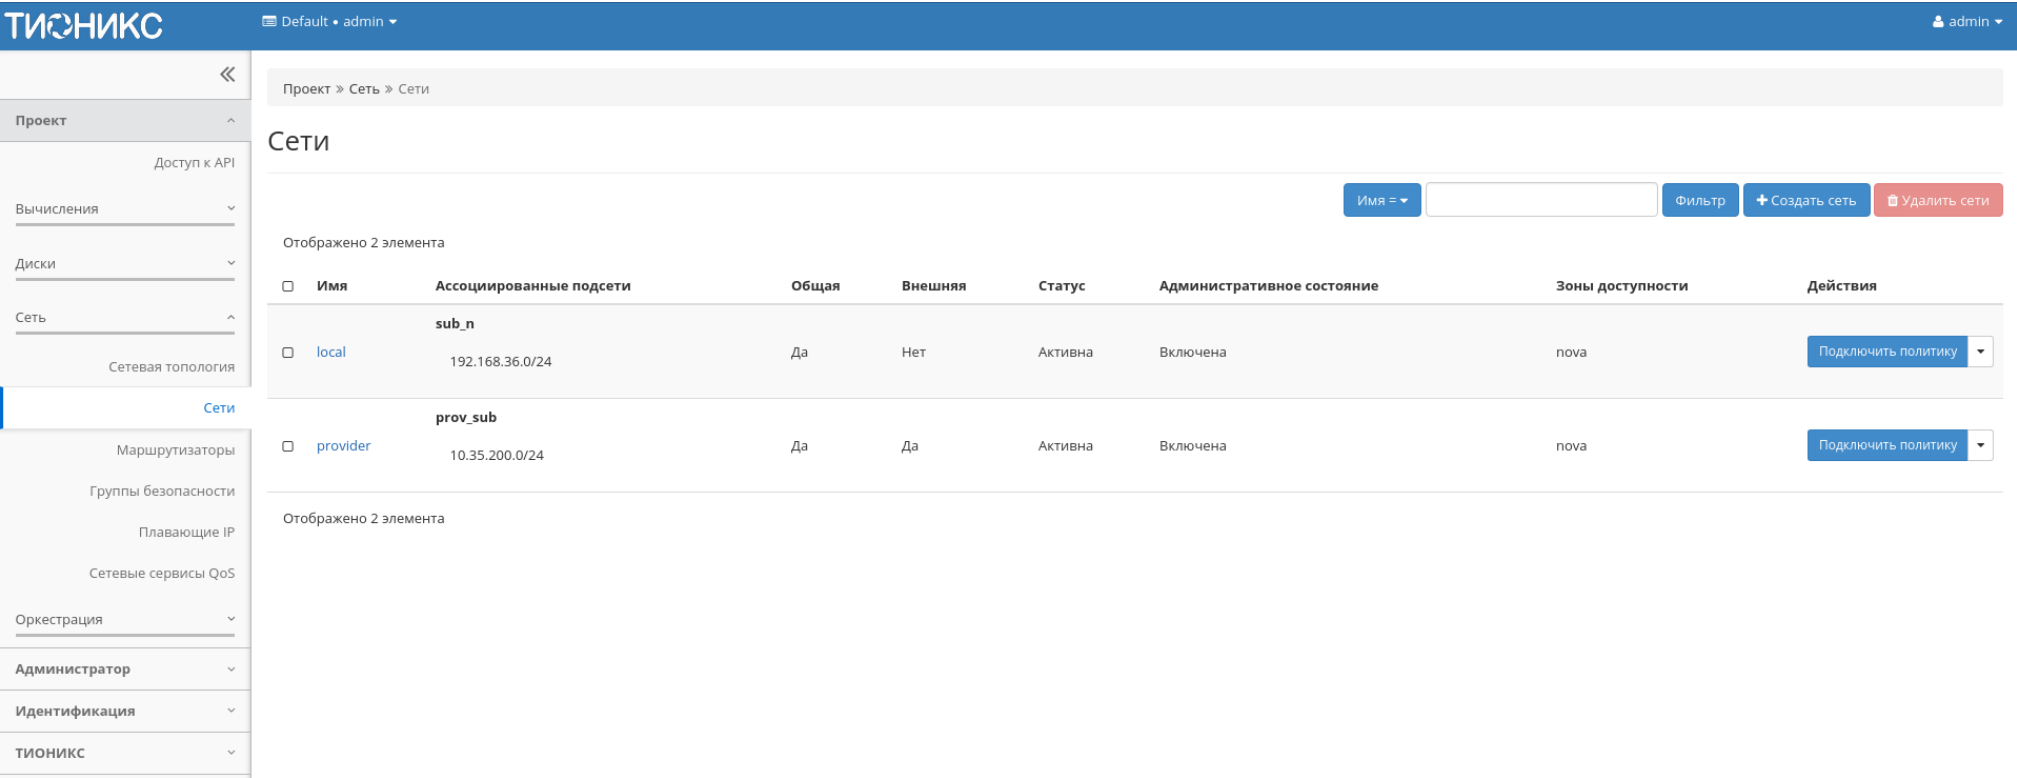 ТИОНИКС
Default • admin
admin
Проект » Сеть » Сети
Проект
Доступ к API
Вычисления
Диски
Сеть
Сетевая топология
Сети
Маршрутизаторы
Группы безопасности
Плавающие IP
Сетевые сервисы QoS
Оркестрация
Администратор
Идентификация
ТИОНИКС
Сети
Имя = Фильтр Создать сеть Удалить сети
Отображено 2 элемента
Имя Ассоциированные подсети Общая Внешняя Статус Административное состояние Зоны доступности Действия
sub_n
local 192.168.36.0/24 Да Нет Активна Включена nova Подключить политику
prov_sub
provider 10.35.200.0/24 Да Да Активна Включена nova Подключить политику
Отображено 2 элемента